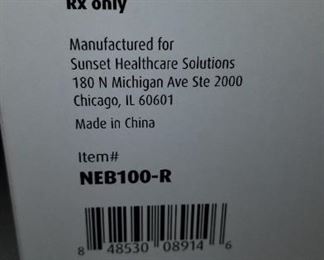 Rx only
Manufactured for
Sunset Healthcare Solutions
180 N Michigan Ave Ste 2000
Chicago, IL 60601
Made in China
Item#
NEB100-R
8 48530 08914 6